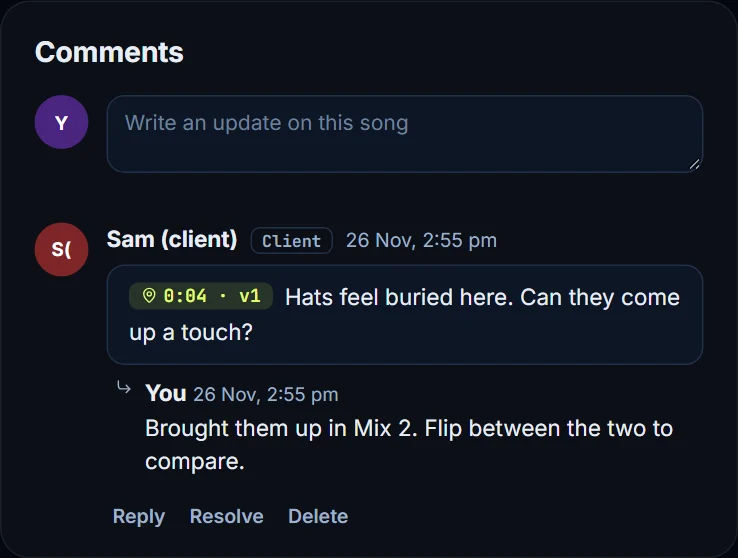 Comments
Y
Write an update on this song
S(
Sam (client) Client 26 Nov, 2:55 pm
0:04 · v1 Hats feel buried here. Can they come
up a touch?
You 26 Nov, 2:55 pm
Brought them up in Mix 2. Flip between the two to
compare.
Reply Resolve Delete